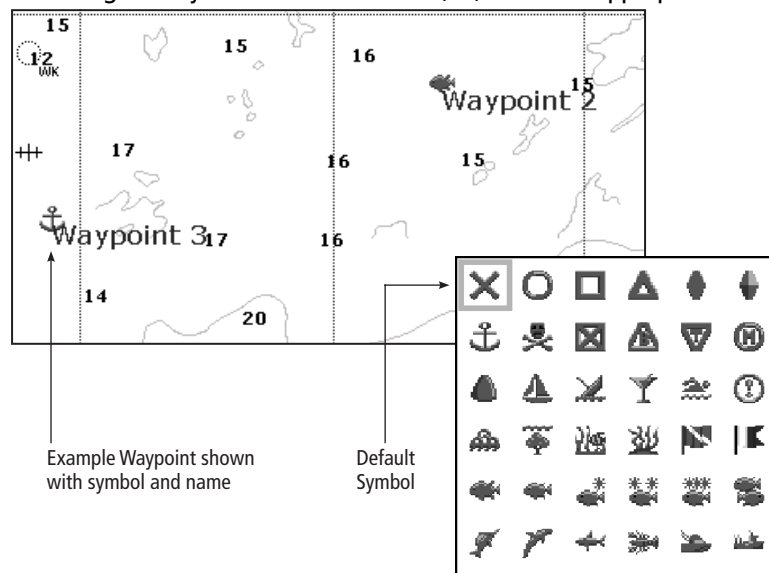 15
15
16
12
WK
Waypoint 2
15
17
16
15
Waypoint 3
17
16
14
20
Example Waypoint shown
with symbol and name
Default
Symbol